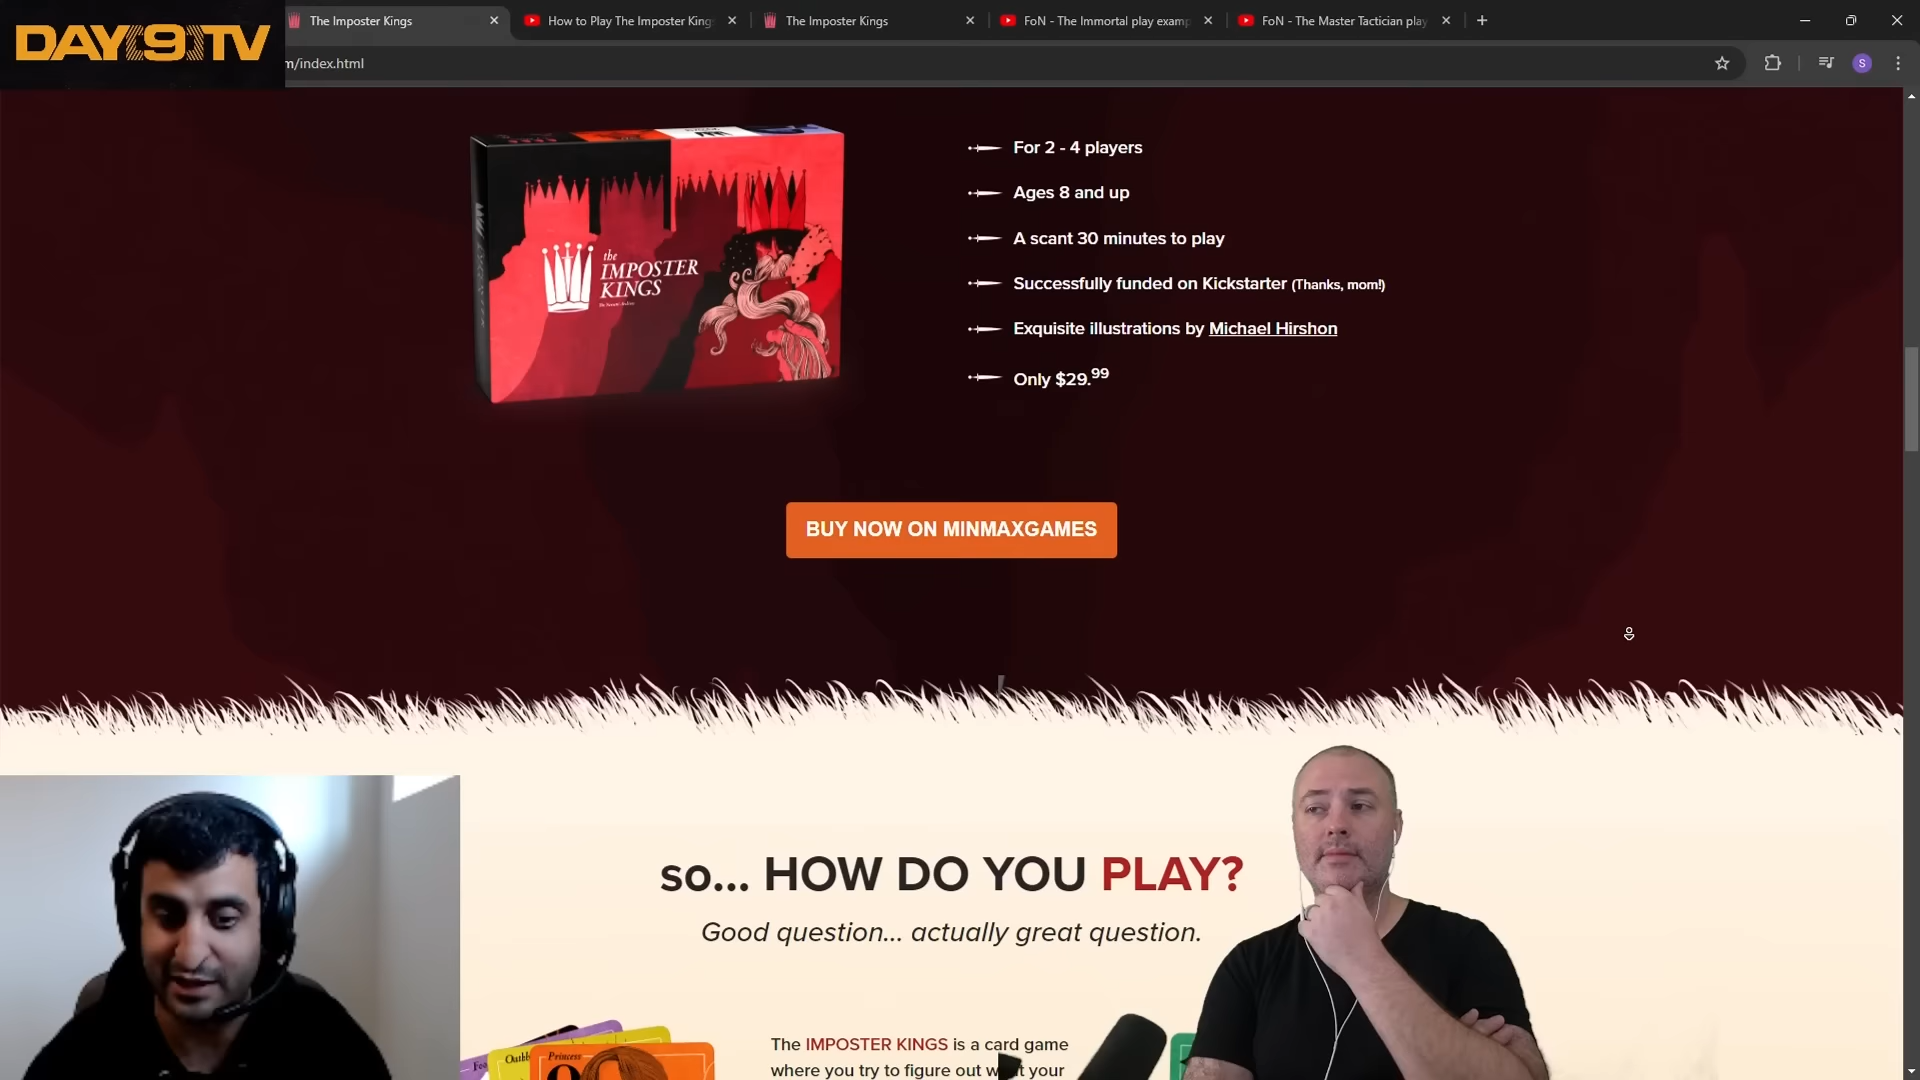 DAY[9]TV
The Imposter Kings
How to Play The Imposter King
The Imposter Kings
FoN - The Immortal play examp
FoN - The Master Tactician play
m/index.html
S
the
IMPOSTER
KINGS
For 2 - 4 players
Ages 8 and up
A scant 30 minutes to play
Successfully funded on Kickstarter (Thanks, mom!)
Exquisite illustrations by Michael Hirshon
Only $29.99
BUY NOW ON MINMAXGAMES
so... HOW DO YOU PLAY?
Good question... actually great question.
Princess
The IMPOSTER KINGS is a card game
where you try to figure out what your